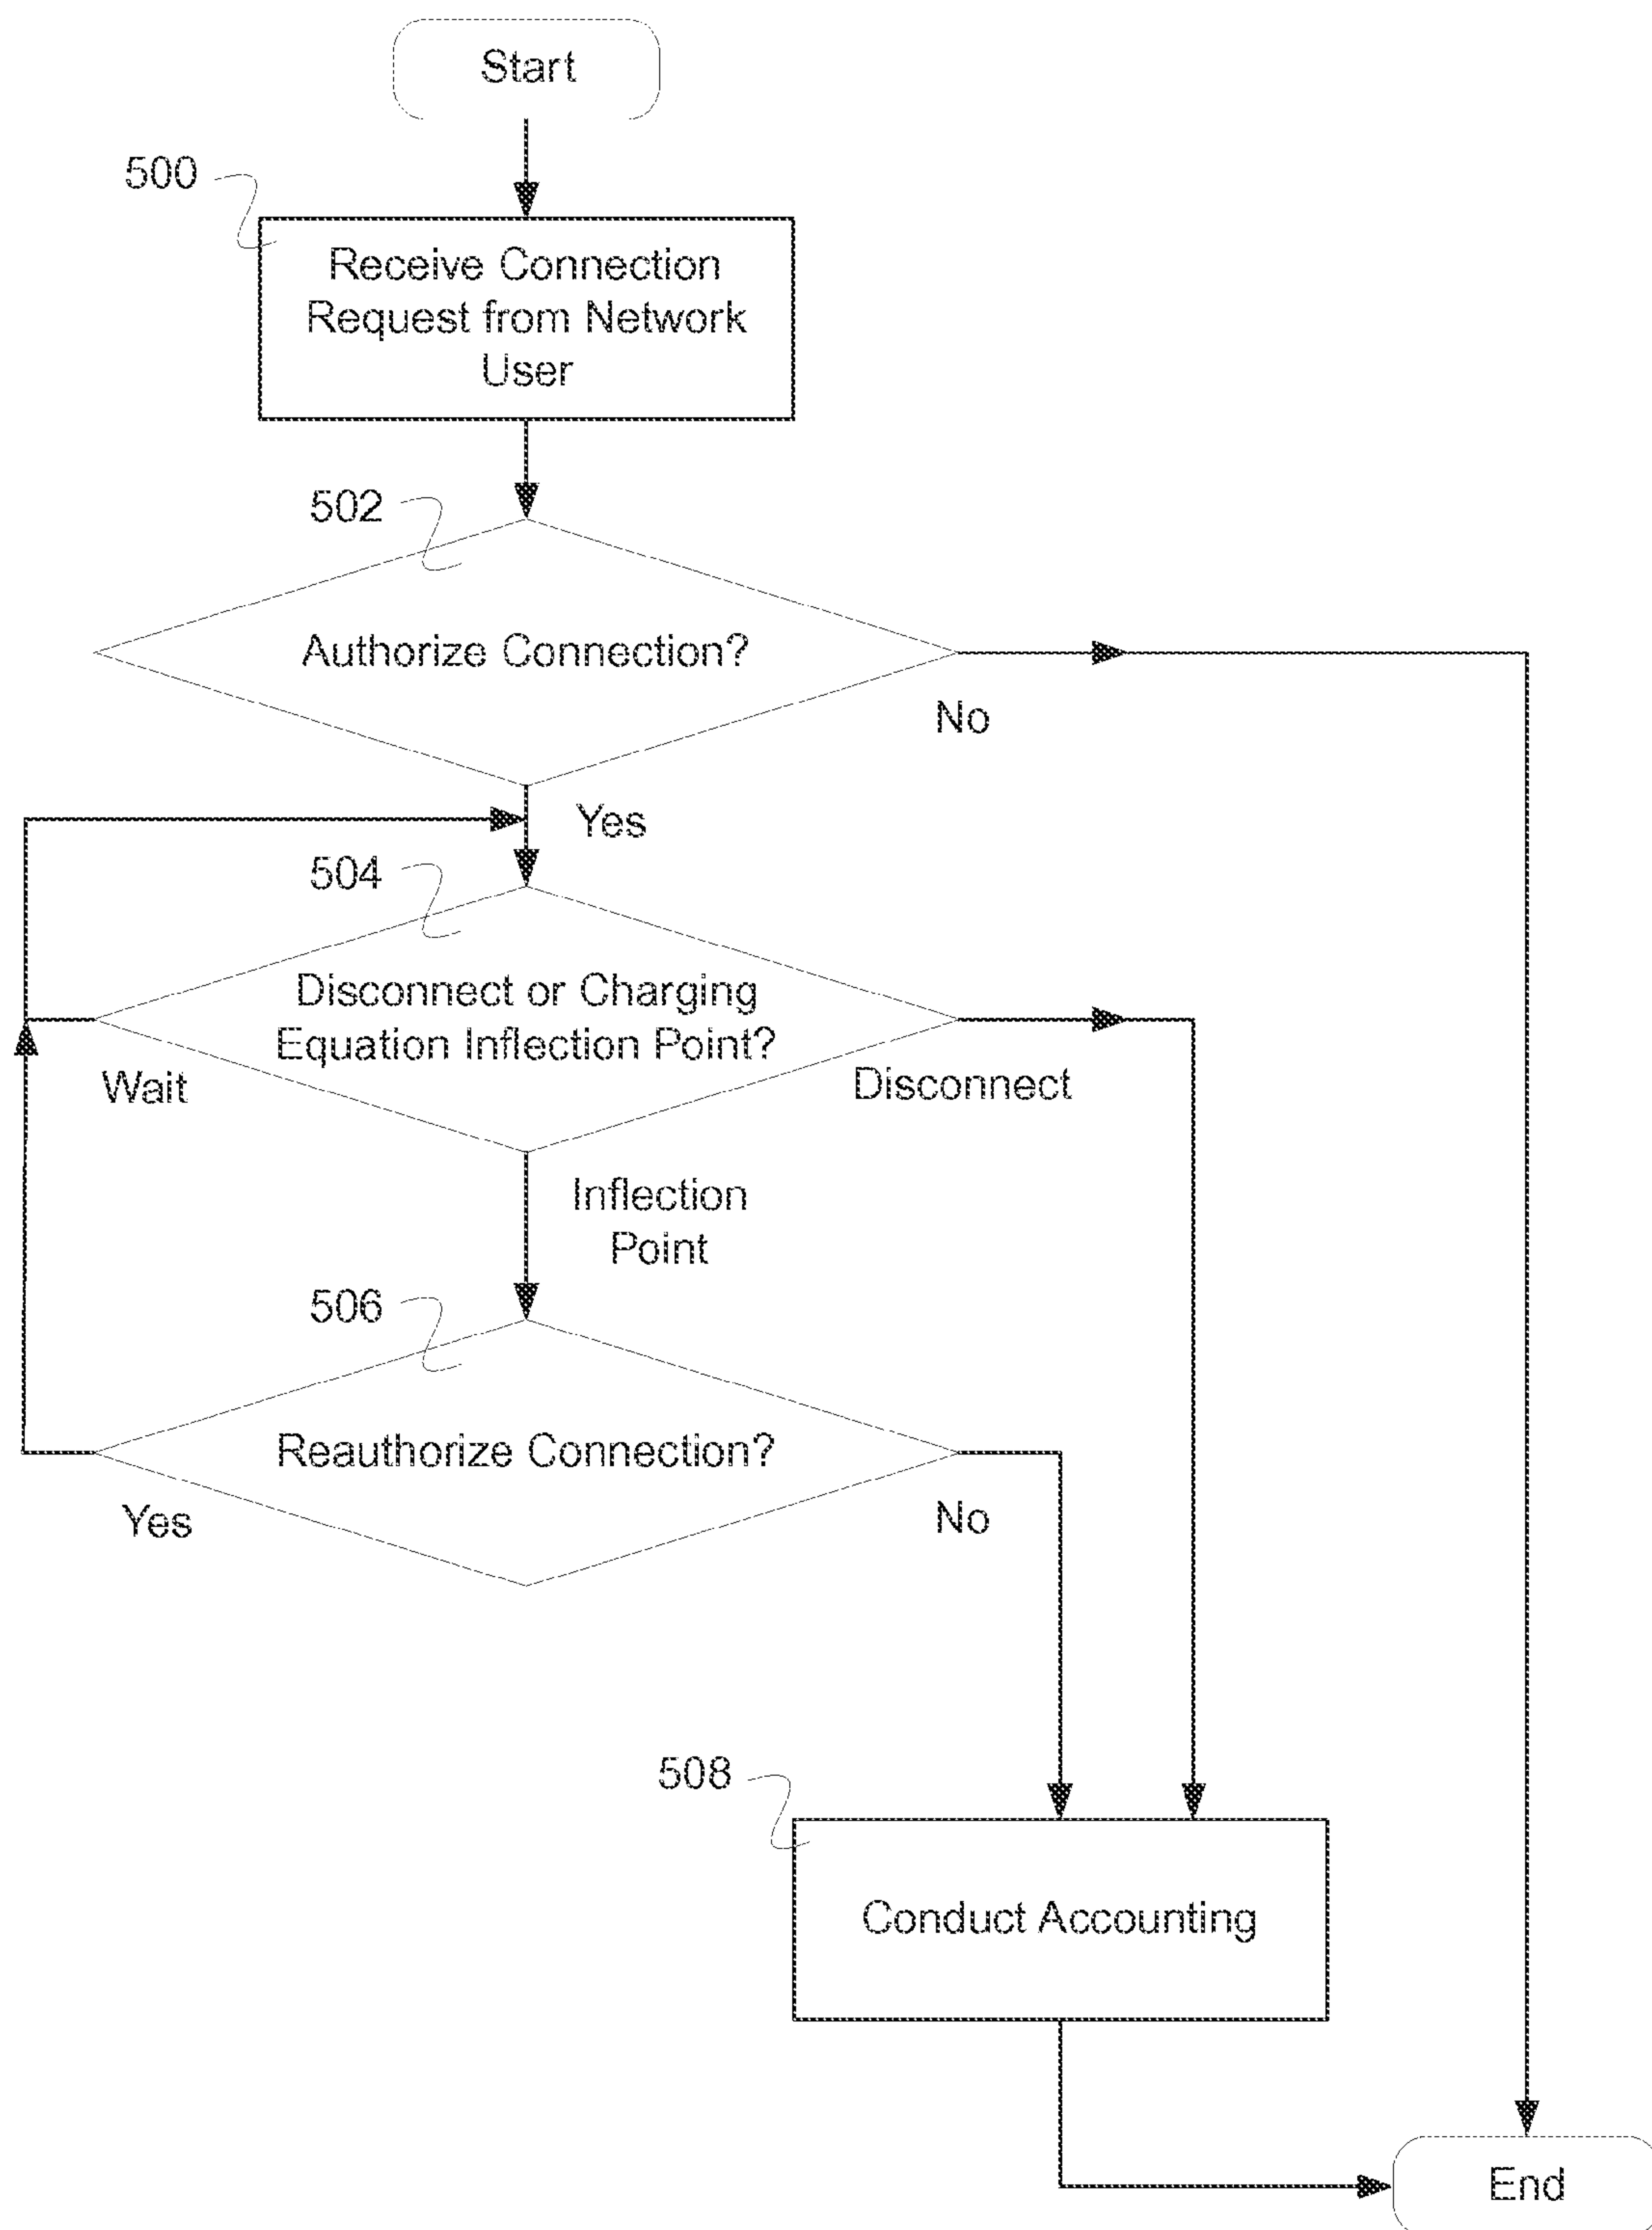 Start
500
Receive Connection
Request from Network
User
502
Authorize Connection?
No
Yes
504
Disconnect or Charging
Equation Inflection Point?
Wait
Disconnect
Inflection
Point
506
Reauthorize Connection?
Yes
No
508
Conduct Accounting
End